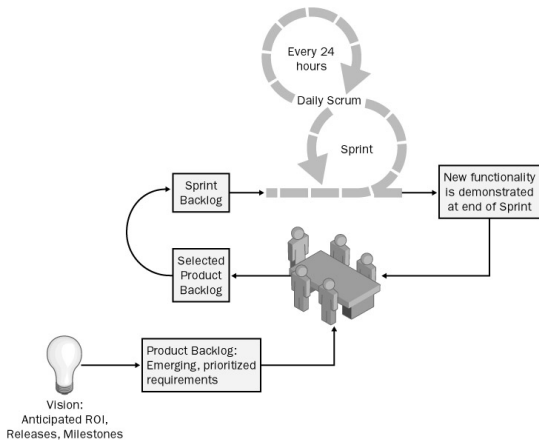 Every 24
hours
Daily Scrum
Sprint
Sprint
Backlog
New functionality
is demonstrated
at end of Sprint
Selected
Product
Backlog
Product Backlog:
Emerging, prioritized
requirements
Vision:
Anticipated ROI,
Releases, Milestones